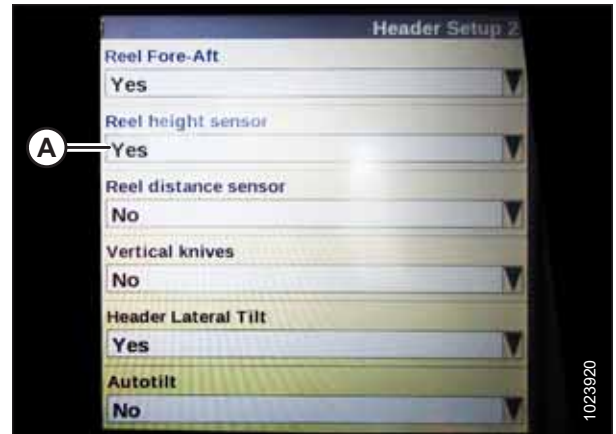 Header Setup 2
Reel Fore-Aft
Yes
Reel height sensor
A
Yes
Reel distance sensor
No
Vertical knives
No
Header Lateral Tilt
Yes
Autotilt
No
1023920